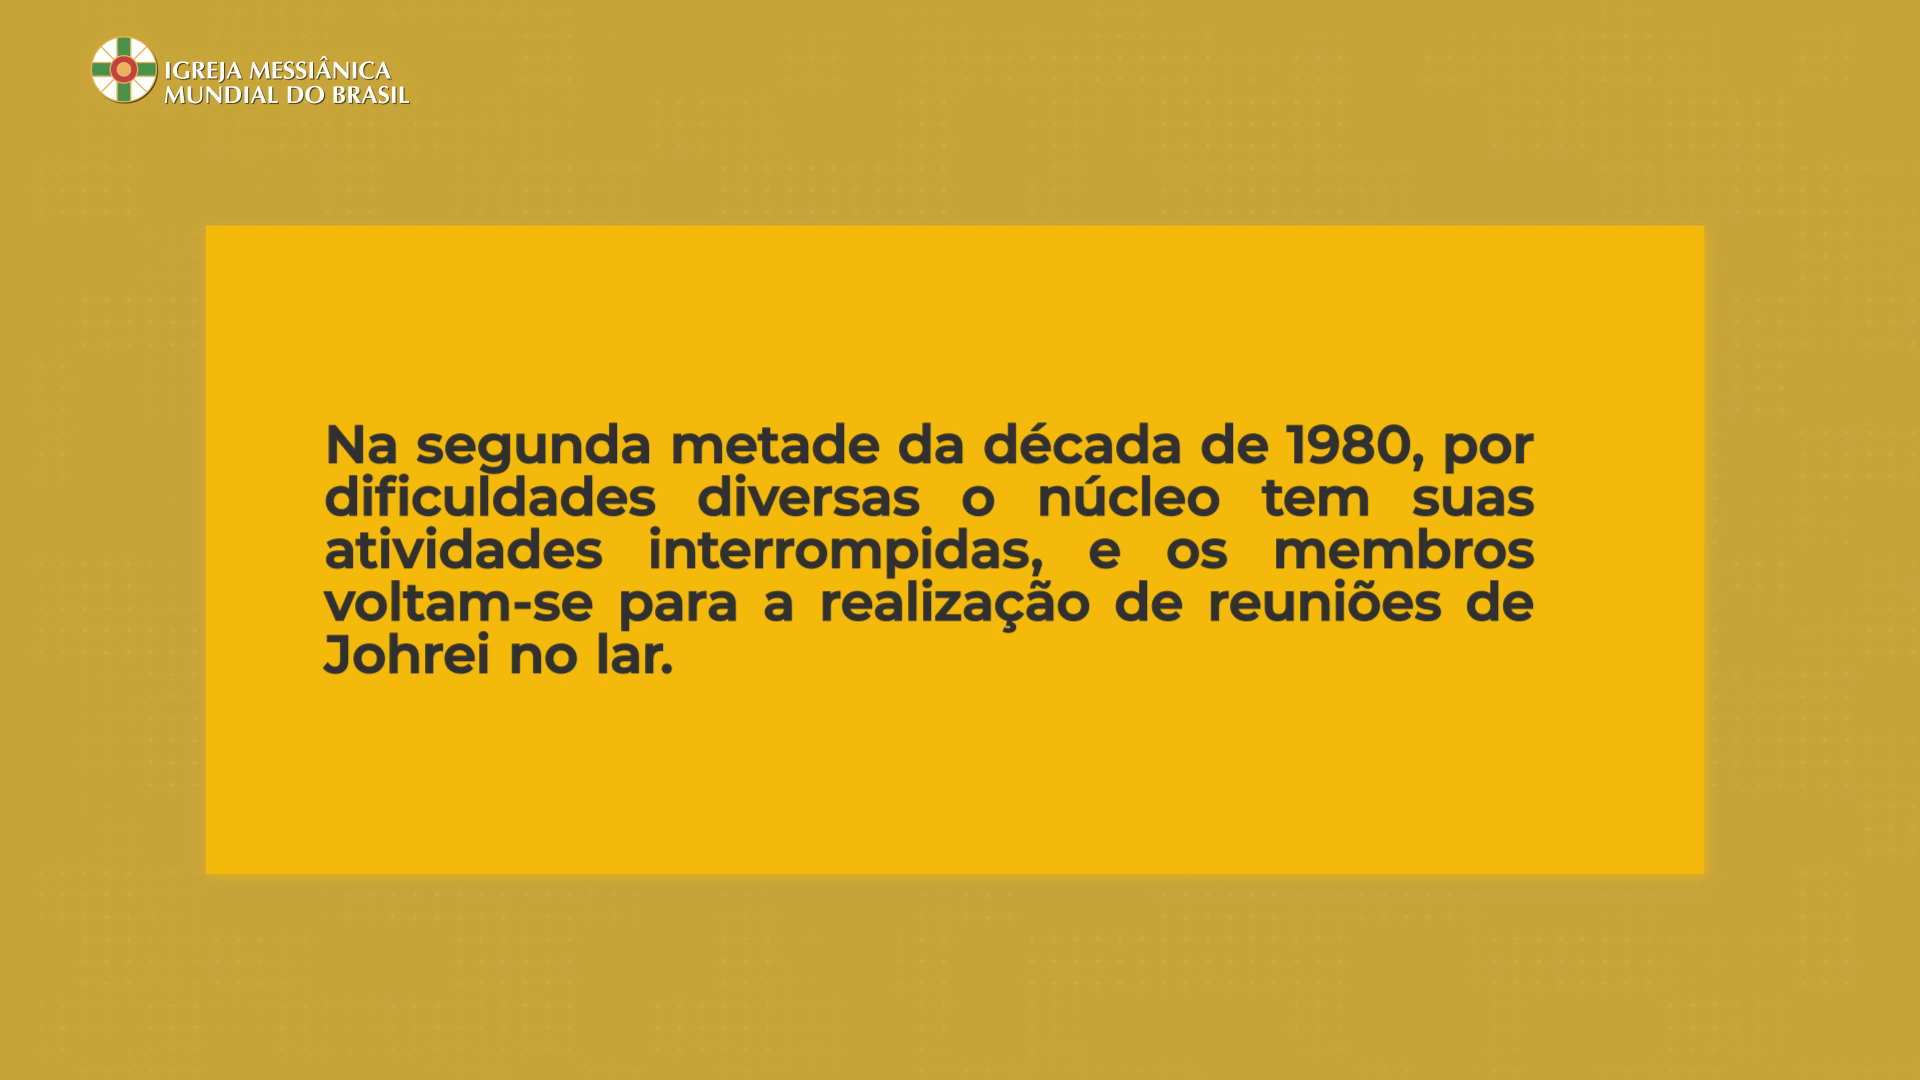 IGREJA MESSIÂNICA
MUNDIAL DO BRASIL
Na segunda metade da década de 1980, por
dificuldades diversas o núcleo tem suas
atividades interrompidas, e os membros
voltam-se para a realização de reuniões de
Johrei no lar.